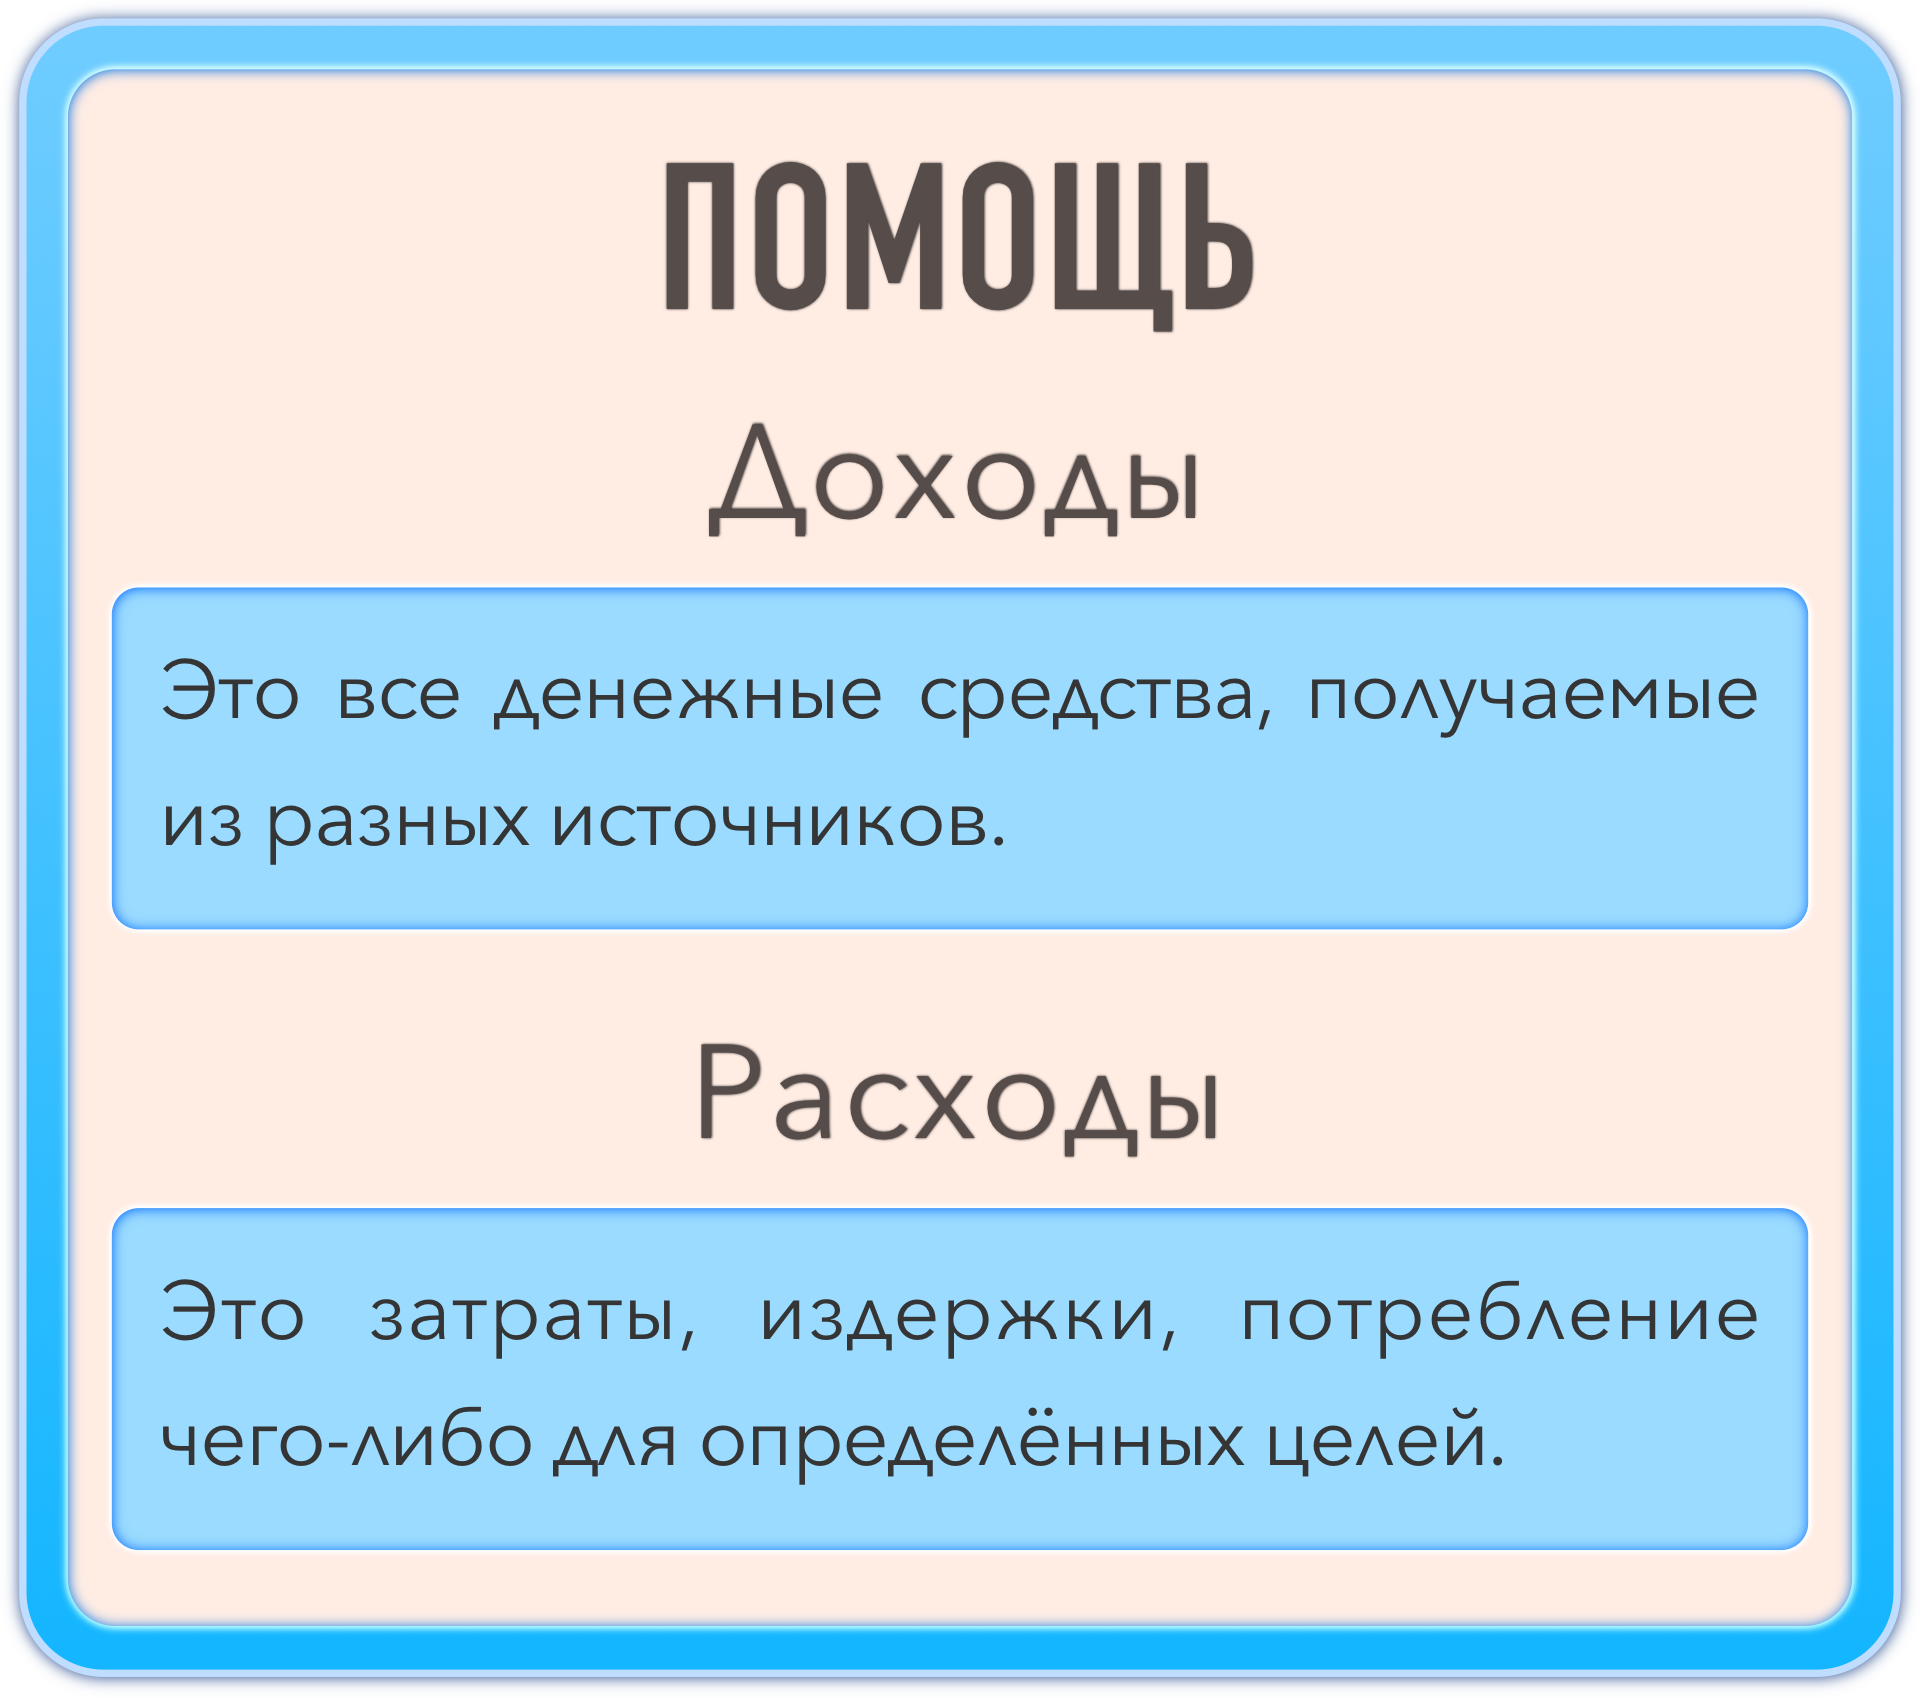 ПОМОЩЬ
Доходы
Это все денежные средства, получаемые
из разных источников.
Расходы
Это затраты, издержки, потребление
чего-либо для определённых целей.